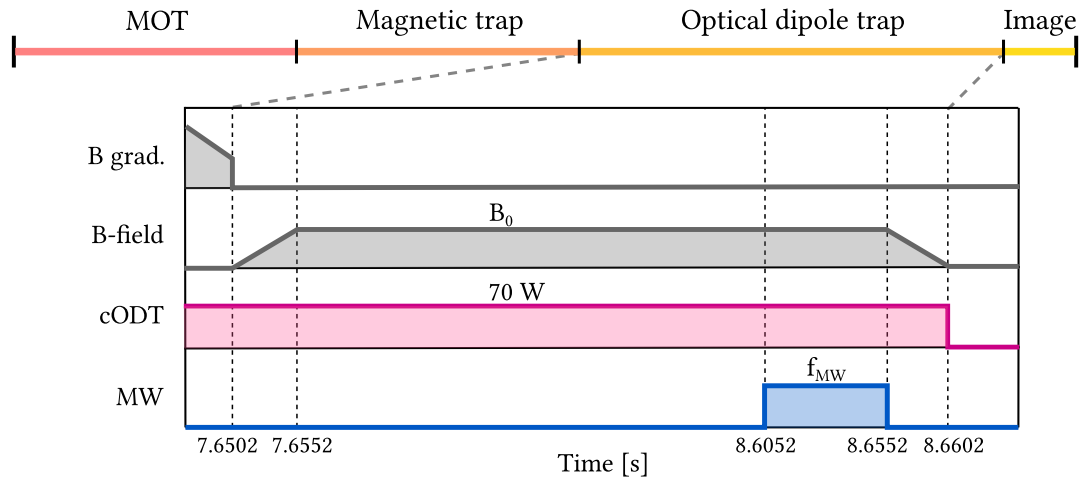 MOT Magnetic trap Optical dipole trap Image
B grad.
B-field
B₀
cODT
70 W
MW
f_MW
7.6502 7.6552 8.6052 8.6552 8.6602
Time [s]